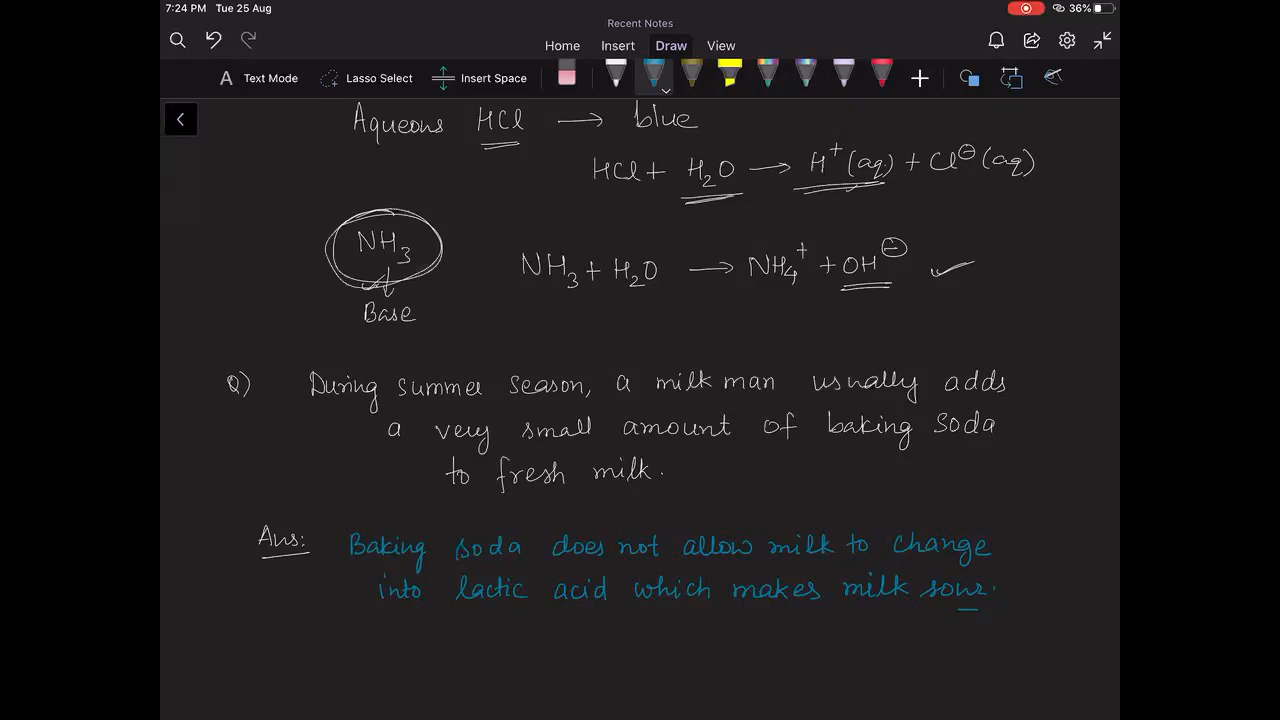 7:24 PM Tue 25 Aug
36%
Recent Notes
Home Insert Draw View
A Text Mode Lasso Select Insert Space
Aqueous HCl → blue
HCl + H₂O → H⁺(aq) + Cl⊖(aq)
NH₃
NH₃ + H₂O → NH₄⁺ + OH⊖ ✓
Base
Q) During summer season, a milk man usually adds
a very small amount of baking soda
to fresh milk.
Ans: Baking soda does not allow milk to change
into lactic acid which makes milk sour.